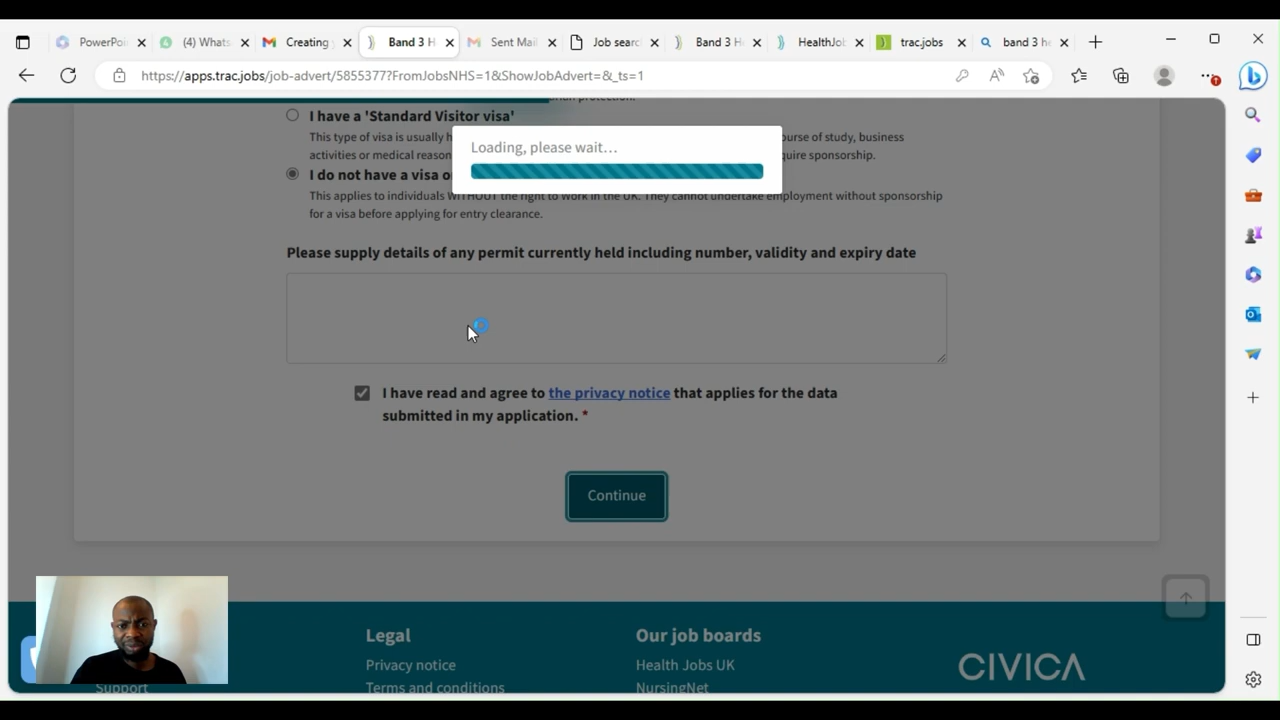 PowerPoi
(4) Whats
Creating
Band 3 H
Sent Mail
Job searc
Band 3 H
HealthJob
trac.jobs
band 3 he
https://apps.trac.jobs/job-advert/5855377?FromJobsNHS=1&ShowJobAdvert=&_ts=1
I have a 'Standard Visitor visa'
This type of visa is usually h
ourse of study, business
activities or medical reason
quire sponsorship.
Loading, please wait…
I do not have a visa o
This applies to individuals WITHOUT the right to work in the UK. They cannot undertake employment without sponsorship
for a visa before applying for entry clearance.
Please supply details of any permit currently held including number, validity and expiry date
I have read and agree to the privacy notice that applies for the data
submitted in my application. *
Continue
Legal
Our job boards
Privacy notice
Health Jobs UK
CIVICA
Support
Terms and conditions
NursingNet